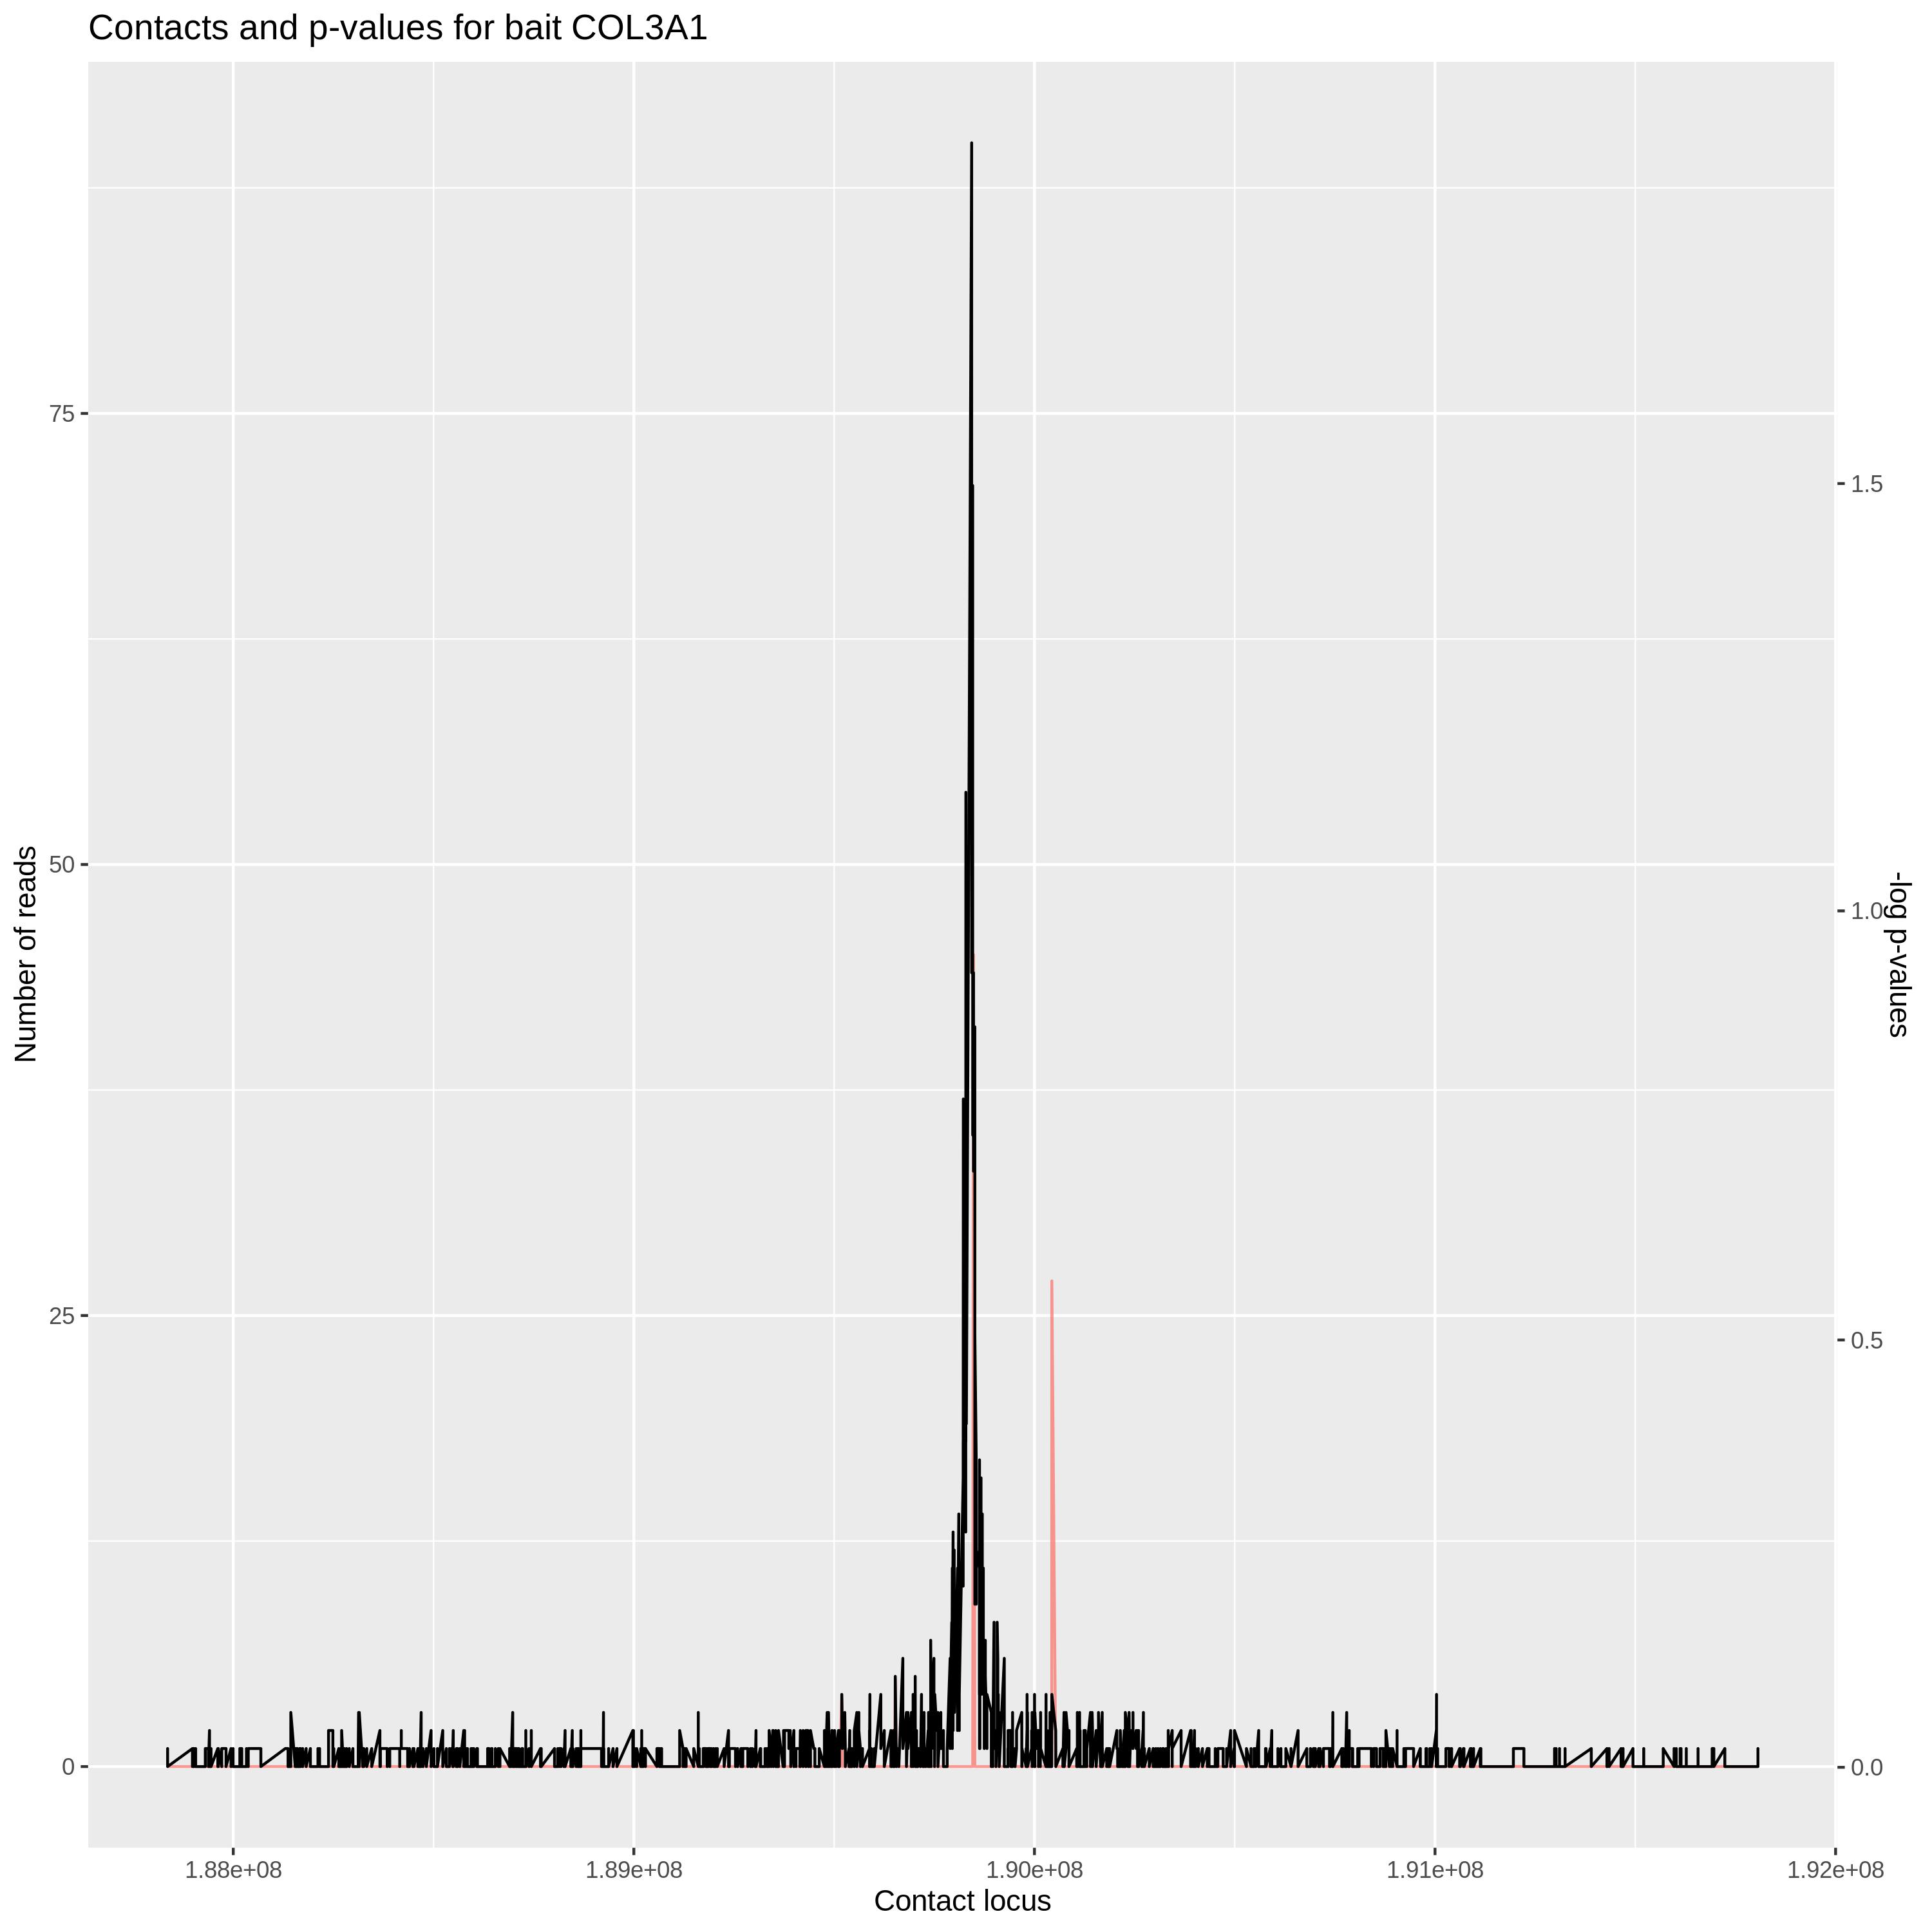 Contacts and p-values for bait COL3A1
Number of reads
75
50
25
0
1.5
1.0
0.5
0.0
-log p-values
1.88e+08
1.89e+08
1.90e+08
1.91e+08
1.92e+08
Contact locus